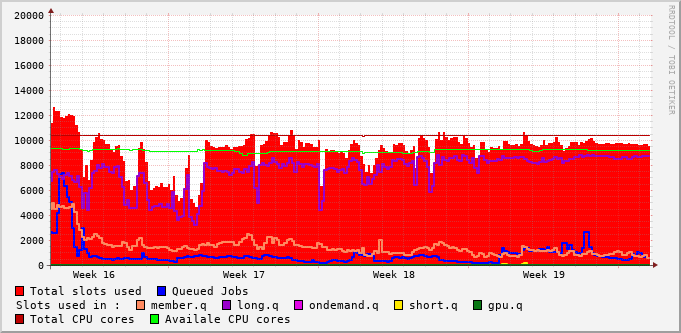 RRDTOOL / TOBI OETIKER
20000
18000
16000
14000
12000
10000
8000
6000
4000
2000
0
Week 16 Week 17 Week 18 Week 19
Total slots used Queued Jobs
Slots used in : member.q long.q ondemand.q short.q gpu.q
Total CPU cores Availale CPU cores